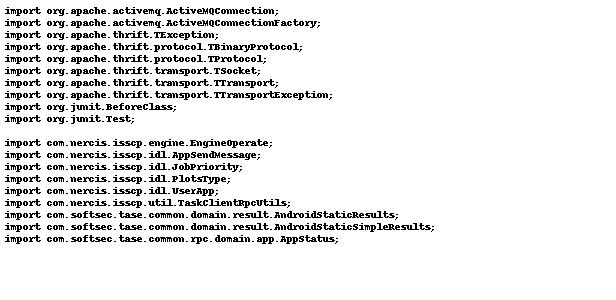 import org.apache.activemq.ActiveMQConnection;
import org.apache.activemq.ActiveMQConnectionFactory;
import org.apache.thrift.TException;
import org.apache.thrift.protocol.TBinaryProtocol;
import org.apache.thrift.protocol.TProtocol;
import org.apache.thrift.transport.TSocket;
import org.apache.thrift.transport.TTransport;
import org.apache.thrift.transport.TTransportException;
import org.junit.BeforeClass;
import org.junit.Test;
import com.nercis.isscp.engine.EngineOperate;
import com.nercis.isscp.idl.AppSendMessage;
import com.nercis.isscp.idl.JobPriority;
import com.nercis.isscp.idl.PlotsType;
import com.nercis.isscp.idl.UserApp;
import com.nercis.isscp.util.TaskClientRpcUtils;
import com.softsec.tase.common.domain.result.AndroidStaticResults;
import com.softsec.tase.common.domain.result.AndroidStaticSimpleResults;
import com.softsec.tase.common.rpc.domain.app.AppStatus;